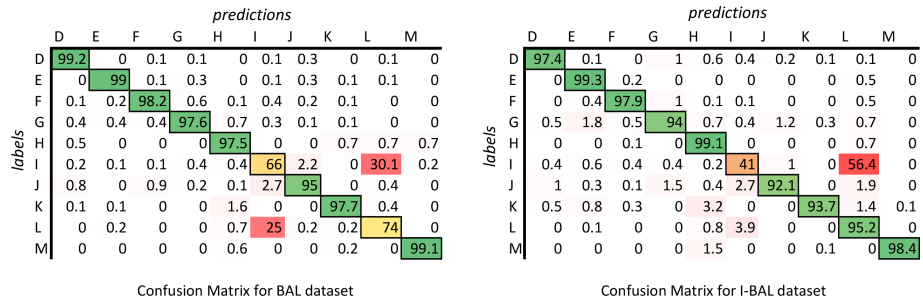 predictions
D E F G H I J K L M
D 99.2 0 0.1 0.1 0 0.1 0.3 0 0.1 0
E 0 99 0.1 0.3 0 0.1 0.3 0.1 0.1 0
F 0.1 0.2 98.2 0.6 0.1 0.4 0.2 0.1 0 0
G 0.4 0.4 0.4 97.6 0.7 0.3 0.1 0.1 0 0
labels
H 0.5 0 0 0 97.5 0 0 0.7 0.7 0.7
I 0.2 0.1 0.1 0.4 0.4 66 2.2 0 30.1 0.2
J 0.8 0 0.9 0.2 0.1 2.7 95 0 0.4 0
K 0.1 0.1 0 0 1.6 0 0 97.7 0.4 0
L 0 0.2 0 0 0.7 25 0.2 0.2 74 0
M 0 0 0 0 0.6 0 0 0.2 0 99.1
Confusion Matrix for BAL dataset
predictions
D E F G H I J K L M
D 97.4 0.1 0 1 0.6 0.4 0.2 0.1 0.1 0
E 0 99.3 0.2 0 0 0 0 0 0.5 0
F 0 0.4 97.9 1 0.1 0.1 0 0 0.5 0
G 0.5 1.8 0.5 94 0.7 0.4 1.2 0.3 0.7 0
labels
H 0 0 0.1 0 99.1 0 0 0 0.7 0
I 0.4 0.6 0.4 0.4 0.2 41 1 0 56.4 0
J 1 0.3 0.1 1.5 0.4 2.7 92.1 0 1.9 0
K 0.5 0.8 0.3 0 3.2 0 0 93.7 1.4 0.1
L 0 0.1 0 0 0.8 3.9 0 0 95.2 0
M 0 0 0 0 1.5 0 0 0.1 0 98.4
Confusion Matrix for I-BAL dataset